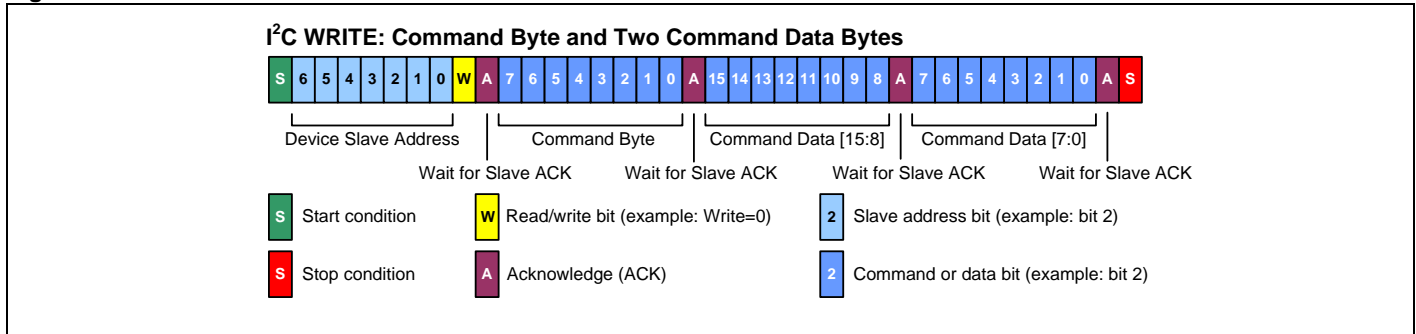 I²C WRITE: Command Byte and Two Command Data Bytes
S 6 5 4 3 2 1 0 W A 7 6 5 4 3 2 1 0 A 15 14 13 12 11 10 9 8 A 7 6 5 4 3 2 1 0 A S
Device Slave Address Command Byte Command Data [15:8] Command Data [7:0]
Wait for Slave ACK Wait for Slave ACK Wait for Slave ACK Wait for Slave ACK
S Start condition W Read/write bit (example: Write=0) 2 Slave address bit (example: bit 2)
S Stop condition A Acknowledge (ACK) 2 Command or data bit (example: bit 2)